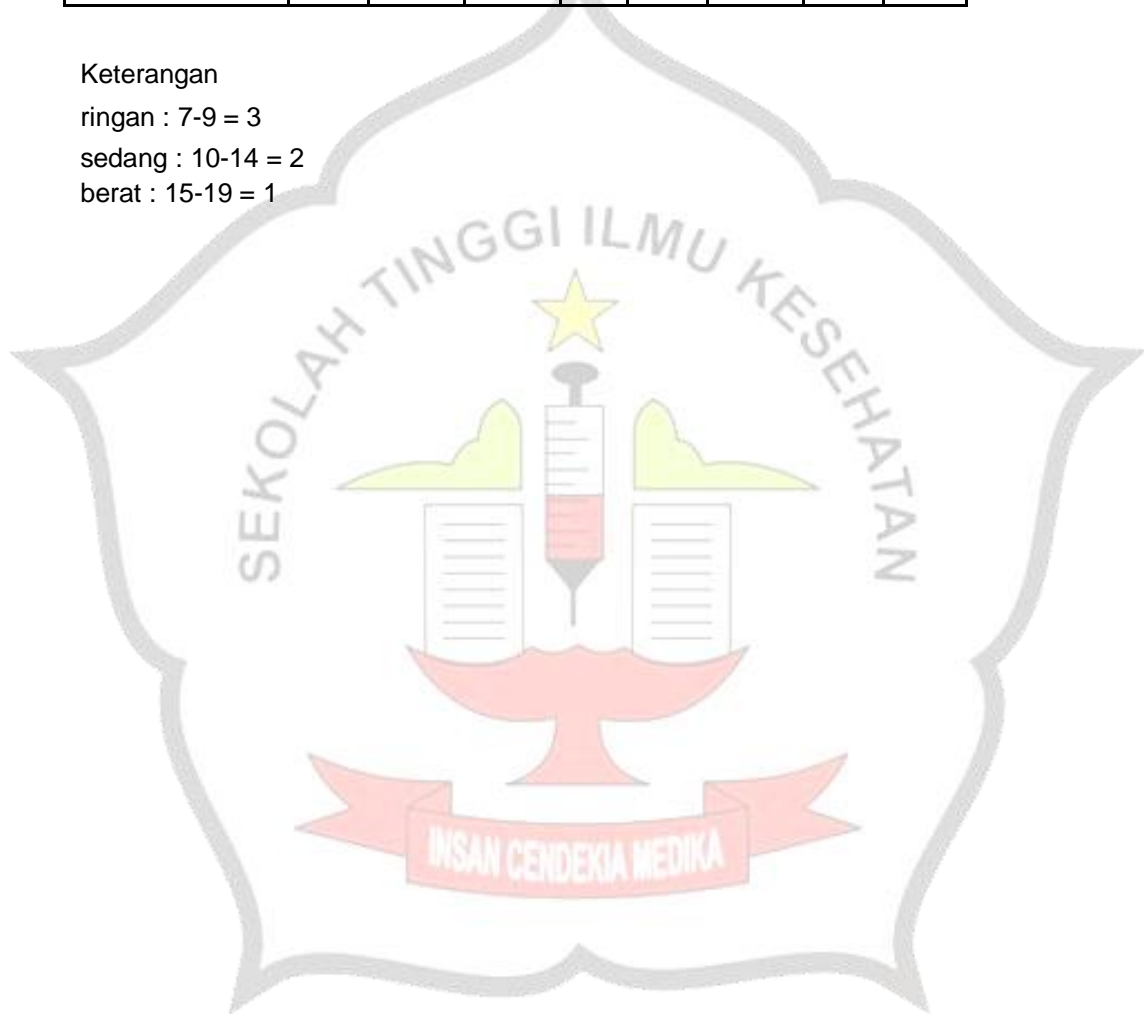 Keterangan
ringan : 7-9 = 3
sedang : 10-14 = 2
berat : 15-19 = 1
SEKOLAH TINGGI ILMU KESEHATAN
INSAN CENDEKIA MEDIKA